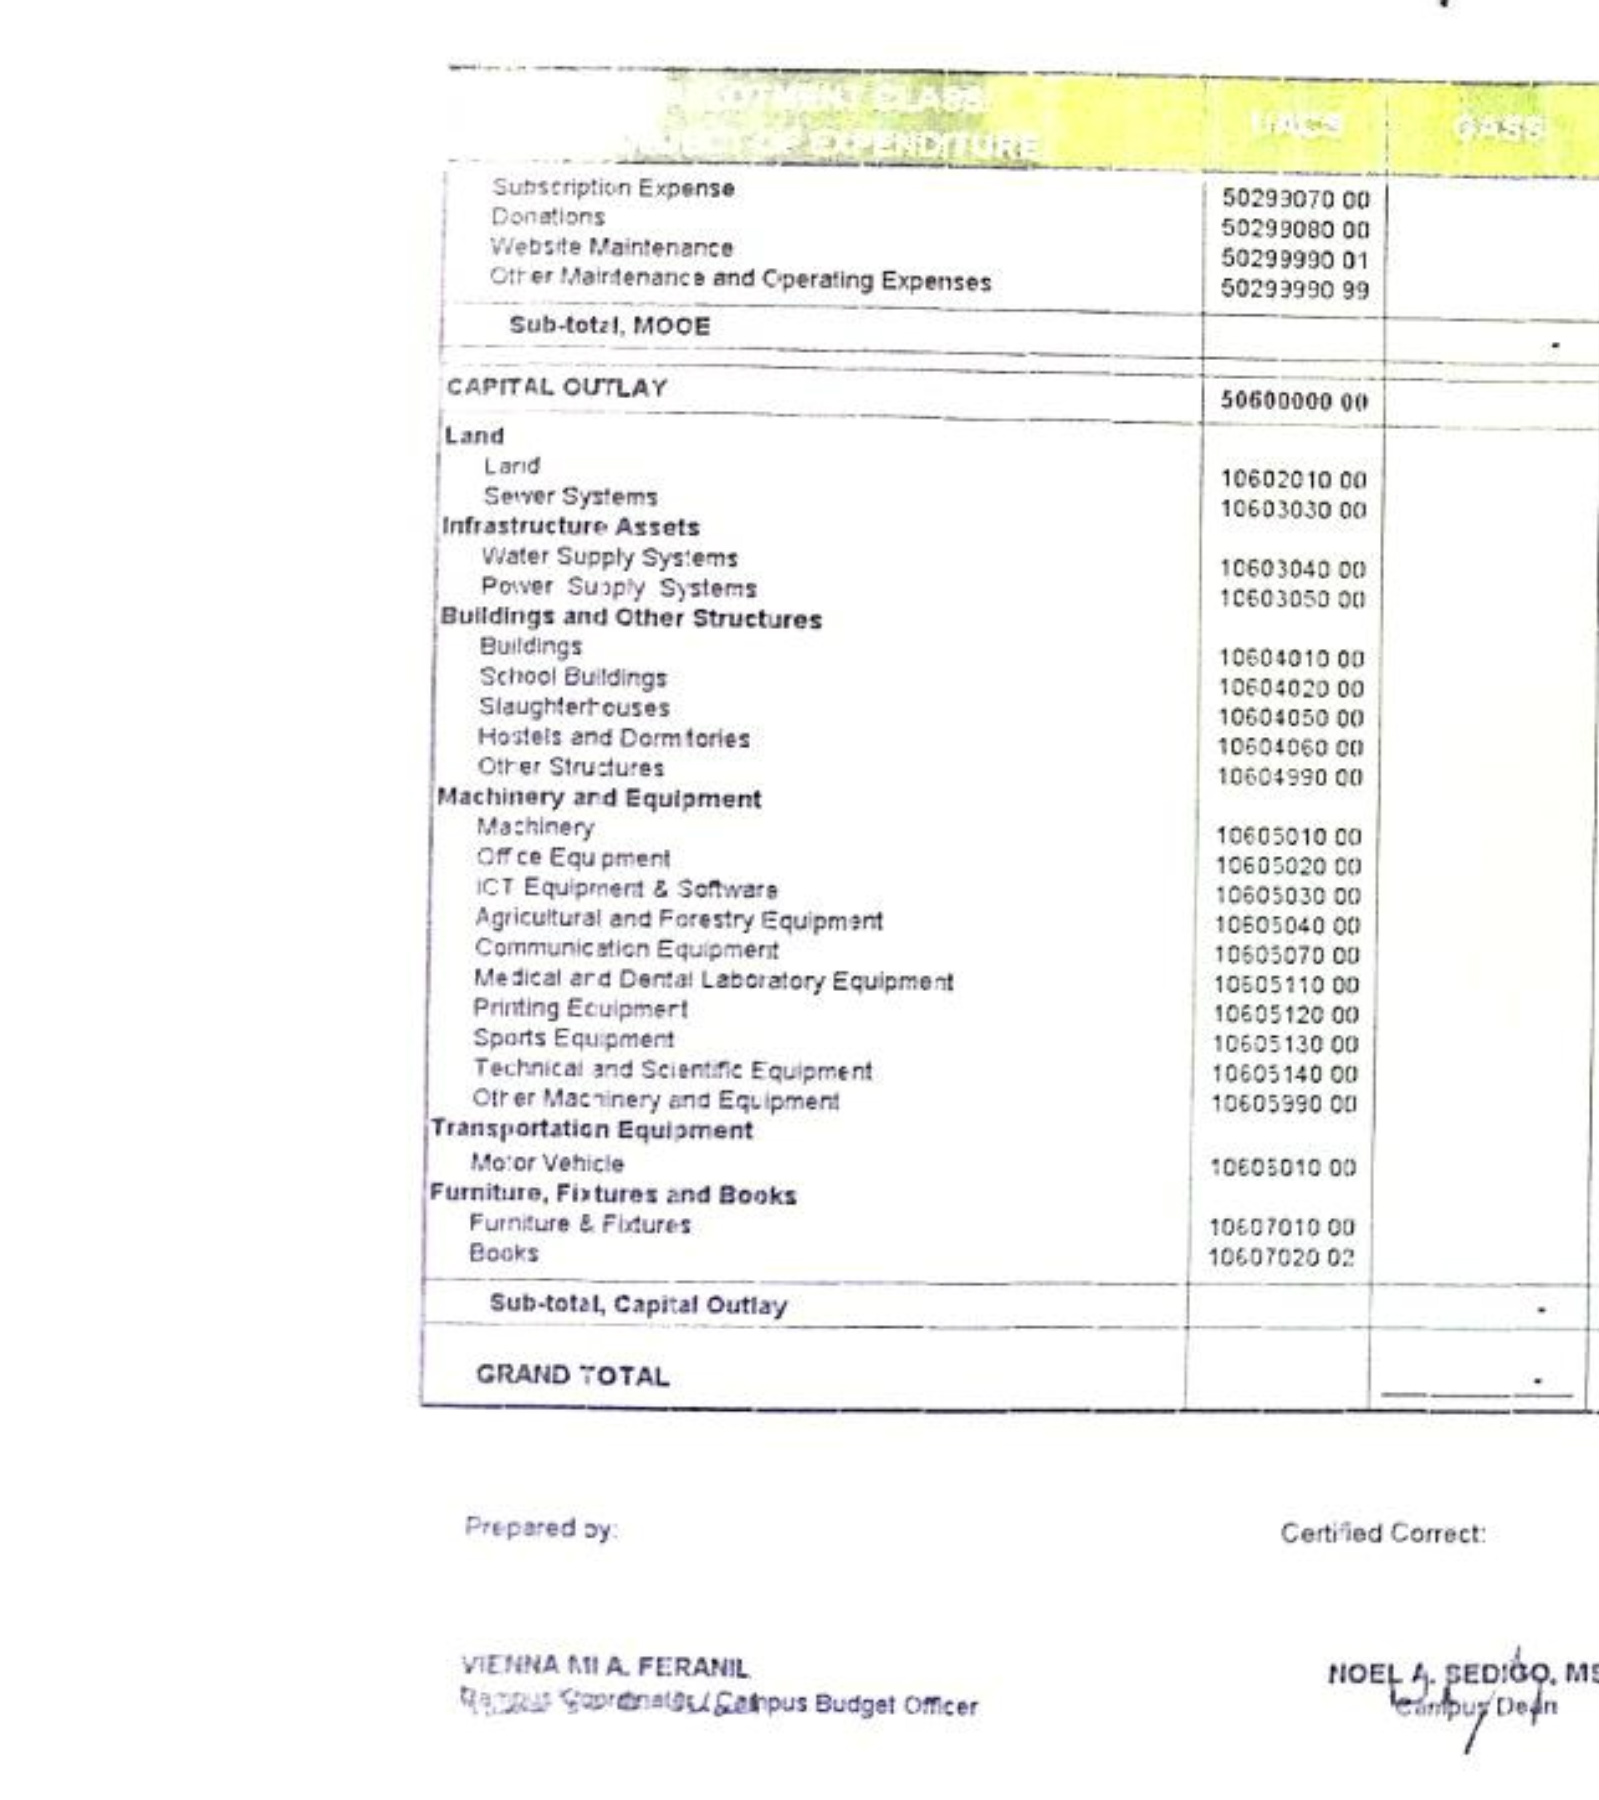 CLASS
OF EXPENDITURE UACS GASS
Subscription Expense 50299070 00
Donations 50299080 00
Website Maintenance 50299990 01
Other Maintenance and Operating Expenses 50299990 99
Sub-total, MOOE -
CAPITAL OUTLAY 50600000 00
Land
Land 10602010 00
Sewer Systems 10603030 00
Infrastructure Assets
Water Supply Systems 10603040 00
Power Supply Systems 10603050 00
Buildings and Other Structures
Buildings 10604010 00
School Buildings 10604020 00
Slaughterhouses 10604050 00
Hostels and Dormitories 10604060 00
Other Structures 10604990 00
Machinery and Equipment
Machinery 10605010 00
Office Equipment 10605020 00
ICT Equipment & Software 10605030 00
Agricultural and Forestry Equipment 10605040 00
Communication Equipment 10605070 00
Medical and Dental Laboratory Equipment 10605110 00
Printing Equipment 10605120 00
Sports Equipment 10605130 00
Technical and Scientific Equipment 10605140 00
Other Machinery and Equipment 10605990 00
Transportation Equipment
Motor Vehicle 10605010 00
Furniture, Fixtures and Books
Furniture & Fixtures 10607010 00
Books 10607020 02
Sub-total, Capital Outlay -
GRAND TOTAL -
Prepared by: Certified Correct:
VIENNA MI A. FERANIL NOEL A. SEDIGO, MS
Campus Budget Officer Campus Dean